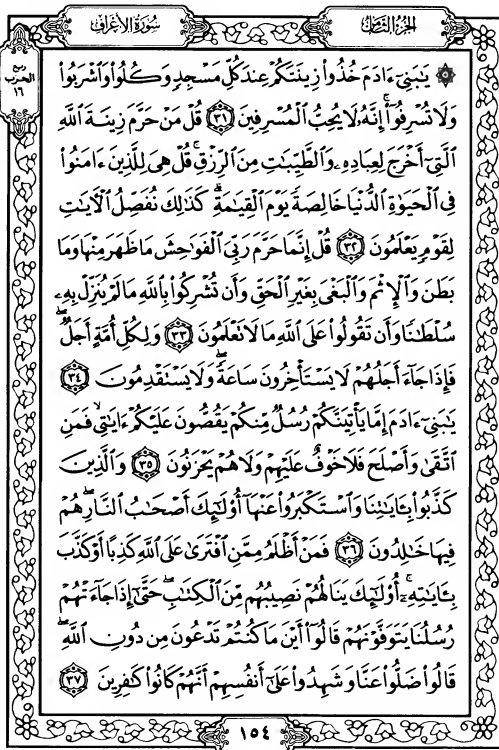 الجزء الثامن
سورة الأعراف
ربع
الحزب
١٦
۞ يَـٰبَنِىٓ ءَادَمَ خُذُوا۟ زِينَتَكُمْ عِندَ كُلِّ مَسْجِدٍ وَكُلُوا۟ وَٱشْرَبُوا۟
وَلَا تُسْرِفُوٓا۟ ۚ إِنَّهُۥ لَا يُحِبُّ ٱلْمُسْرِفِينَ ٣١ قُلْ مَنْ حَرَّمَ زِينَةَ ٱللَّهِ
ٱلَّتِىٓ أَخْرَجَ لِعِبَادِهِۦ وَٱلطَّيِّبَـٰتِ مِنَ ٱلرِّزْقِ ۚ قُلْ هِىَ لِلَّذِينَ ءَامَنُوا۟
فِى ٱلْحَيَوٰةِ ٱلدُّنْيَا خَالِصَةً يَوْمَ ٱلْقِيَـٰمَةِ ۗ كَذَٰلِكَ نُفَصِّلُ ٱلْـَٔايَـٰتِ
لِقَوْمٍ يَعْلَمُونَ ٣٢ قُلْ إِنَّمَا حَرَّمَ رَبِّىَ ٱلْفَوَٰحِشَ مَا ظَهَرَ مِنْهَا وَمَا
بَطَنَ وَٱلْإِثْمَ وَٱلْبَغْىَ بِغَيْرِ ٱلْحَقِّ وَأَن تُشْرِكُوا۟ بِٱللَّهِ مَا لَمْ يُنَزِّلْ بِهِۦ
سُلْطَـٰنًا وَأَن تَقُولُوا۟ عَلَى ٱللَّهِ مَا لَا تَعْلَمُونَ ٣٣ وَلِكُلِّ أُمَّةٍ أَجَلٌ ۖ
فَإِذَا جَآءَ أَجَلُهُمْ لَا يَسْتَأْخِرُونَ سَاعَةً ۖ وَلَا يَسْتَقْدِمُونَ ٣٤
يَـٰبَنِىٓ ءَادَمَ إِمَّا يَأْتِيَنَّكُمْ رُسُلٌ مِّنكُمْ يَقُصُّونَ عَلَيْكُمْ ءَايَـٰتِى ۙ فَمَنِ
ٱتَّقَىٰ وَأَصْلَحَ فَلَا خَوْفٌ عَلَيْهِمْ وَلَا هُمْ يَحْزَنُونَ ٣٥ وَٱلَّذِينَ
كَذَّبُوا۟ بِـَٔايَـٰتِنَا وَٱسْتَكْبَرُوا۟ عَنْهَآ أُو۟لَـٰٓئِكَ أَصْحَـٰبُ ٱلنَّارِ ۖ هُمْ
فِيهَا خَـٰلِدُونَ ٣٦ فَمَنْ أَظْلَمُ مِمَّنِ ٱفْتَرَىٰ عَلَى ٱللَّهِ كَذِبًا أَوْ كَذَّبَ
بِـَٔايَـٰتِهِۦٓ ۚ أُو۟لَـٰٓئِكَ يَنَالُهُمْ نَصِيبُهُم مِّنَ ٱلْكِتَـٰبِ ۖ حَتَّىٰٓ إِذَا جَآءَتْهُمْ
رُسُلُنَا يَتَوَفَّوْنَهُمْ قَالُوٓا۟ أَيْنَ مَا كُنتُمْ تَدْعُونَ مِن دُونِ ٱللَّهِ ۖ
قَالُوا۟ ضَلُّوا۟ عَنَّا وَشَهِدُوا۟ عَلَىٰٓ أَنفُسِهِمْ أَنَّهُمْ كَانُوا۟ كَـٰفِرِينَ ٣٧
١٥٤